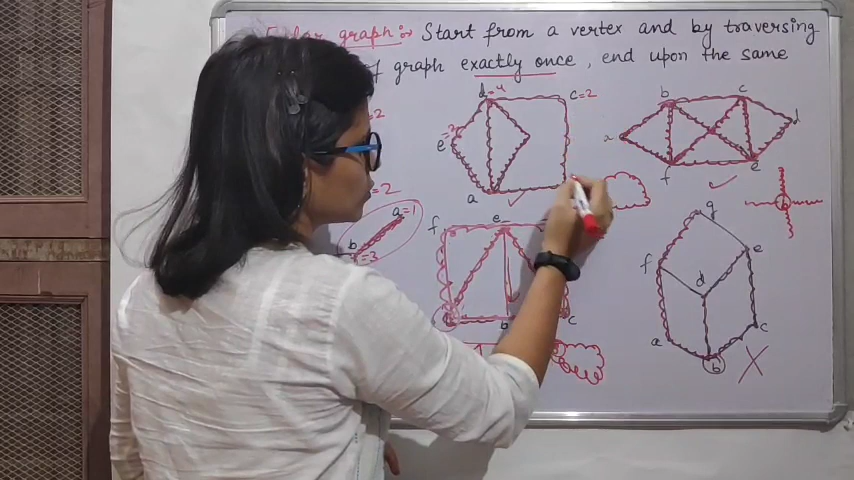 graph:- Start from a vertex and by traversing
of graph exactly once, end upon the same
=2
d=4
c=2
e=2
a
=2
a=1
b
=3
f
e
b
c
b
c
a
d
f
e
g
f
e
d
a
c
b